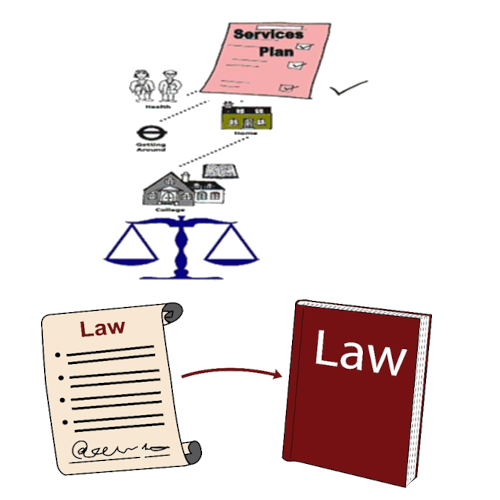 Services
Plan
Health
Home
Getting
Around
College
Law
Law